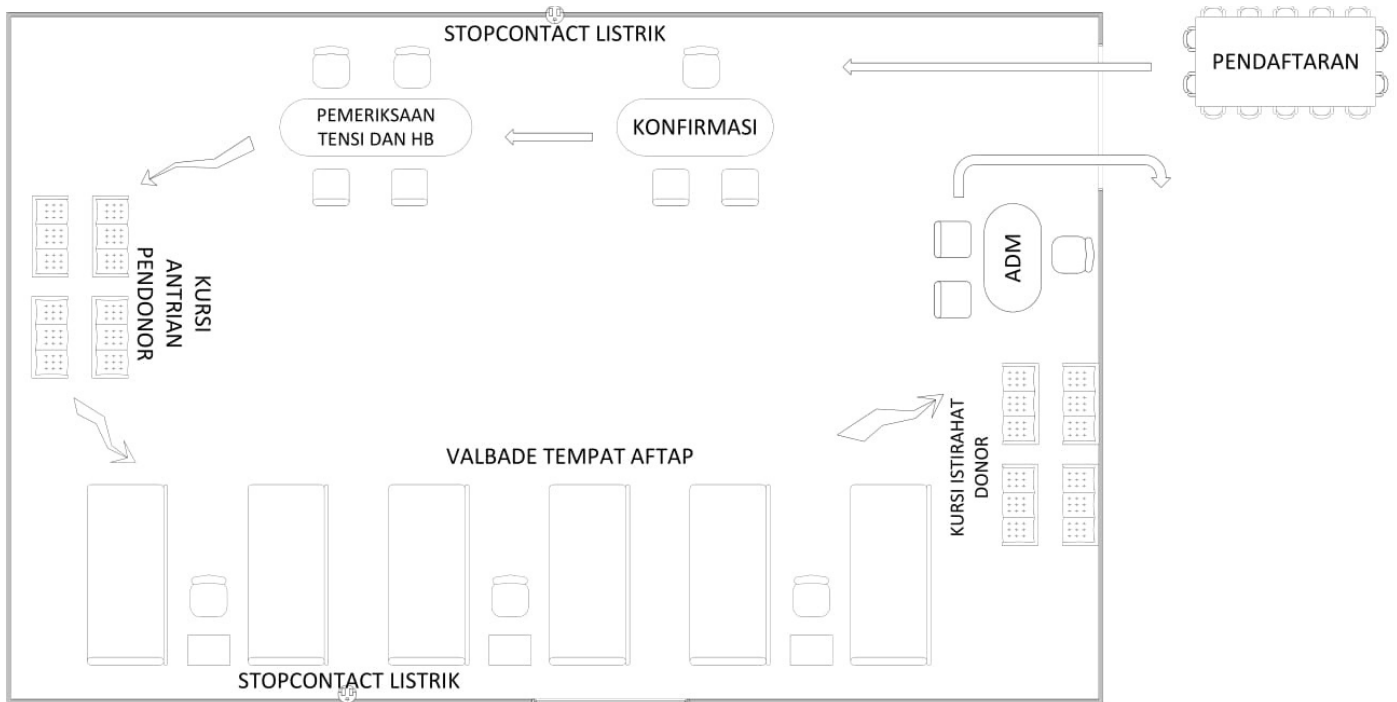 STOPCONTACT LISTRIK
PENDAFTARAN
PEMERIKSAAN
TENSI DAN HB
KONFIRMASI
ADM
KURSI
ANTRIAN
PENDONOR
VALBADE TEMPAT AFTAP
KURSI ISTIRAHAT
DONOR
STOPCONTACT LISTRIK